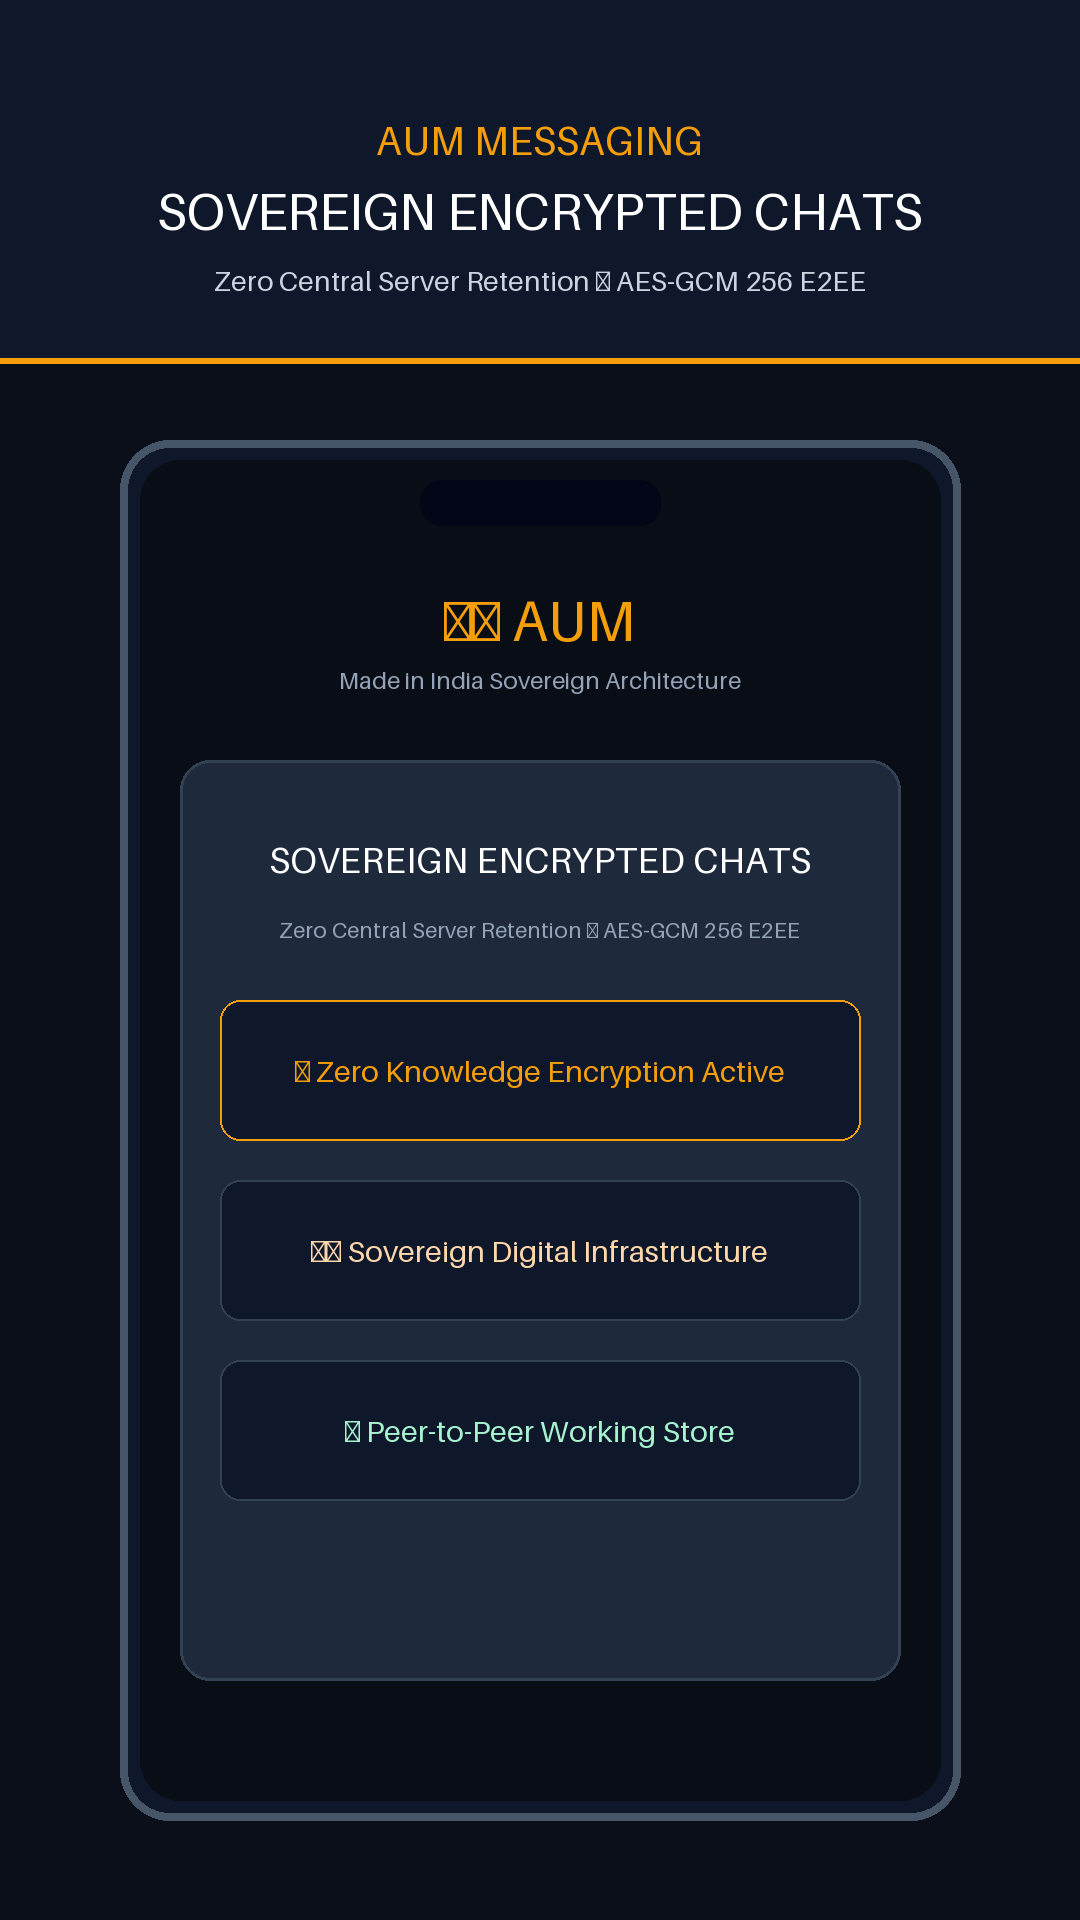 AUM MESSAGING
SOVEREIGN ENCRYPTED CHATS
Zero Central Server Retention AES-GCM 256 E2EE
AUM
Made in India Sovereign Architecture
SOVEREIGN ENCRYPTED CHATS
Zero Central Server Retention AES-GCM 256 E2EE
Zero Knowledge Encryption Active
Sovereign Digital Infrastructure
Peer-to-Peer Working Store